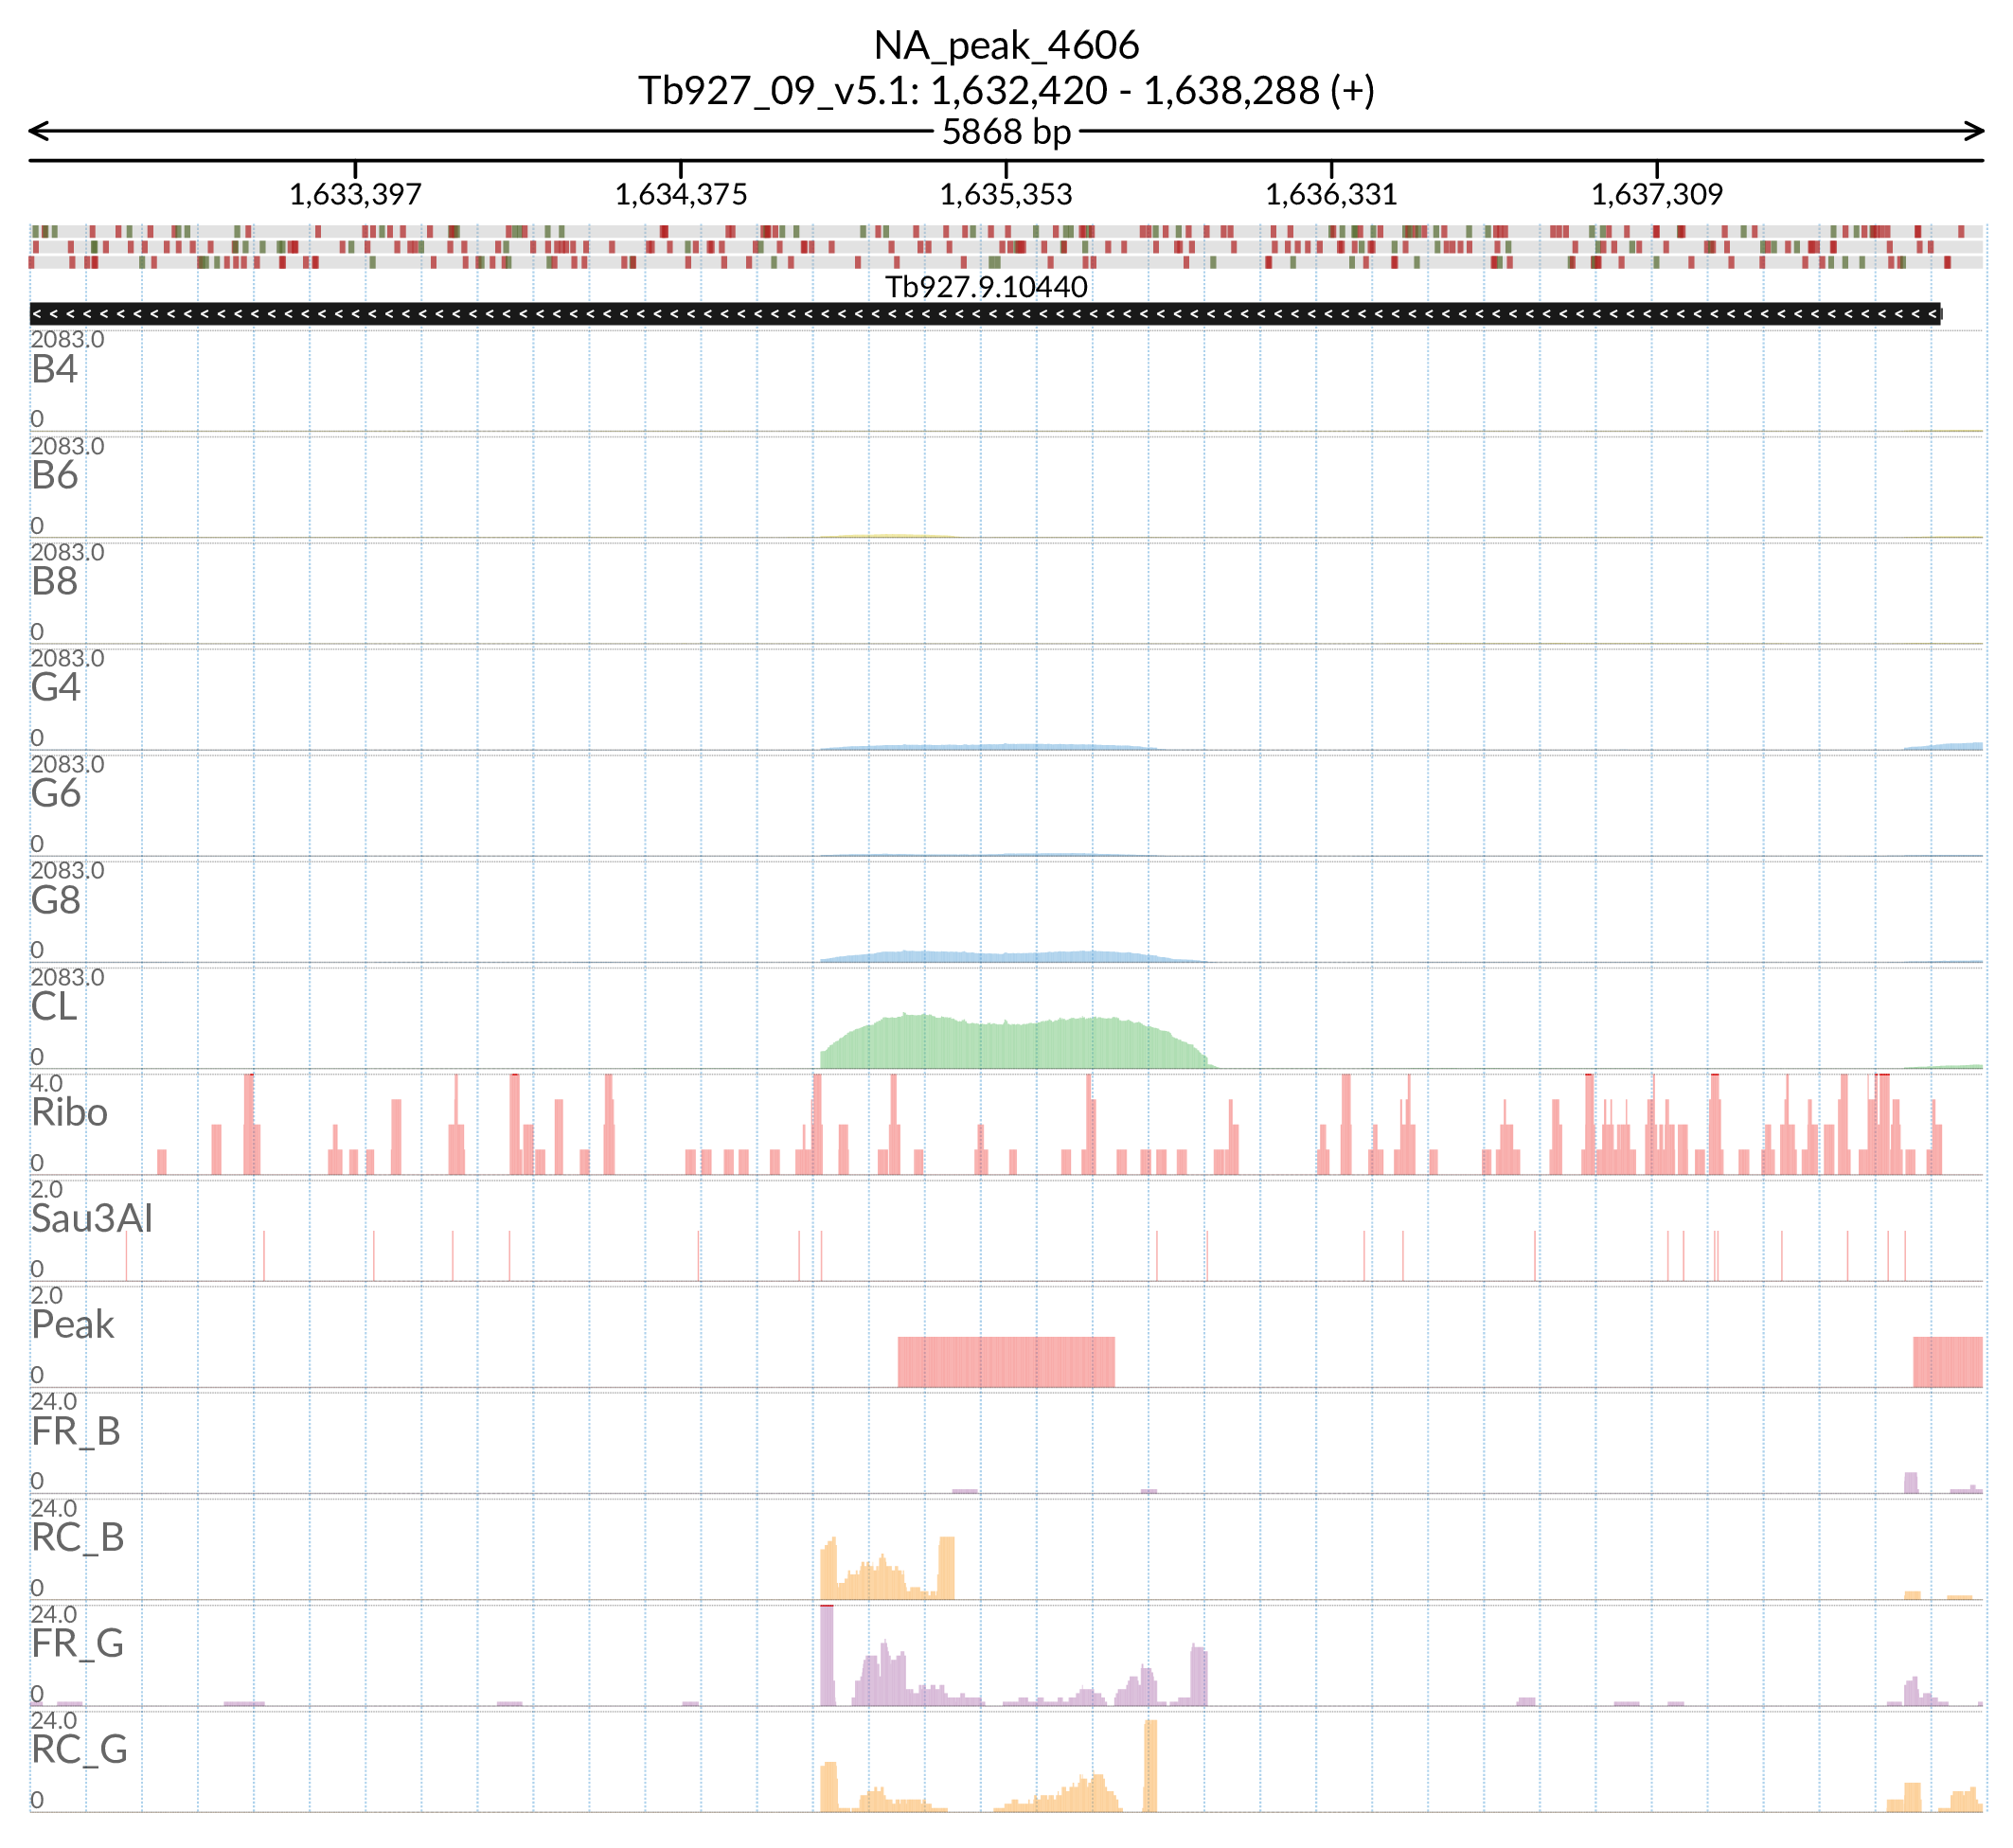 NA_peak_4606
Tb927_09_v5.1: 1,632,420 - 1,638,288 (+)
5868 bp
1,633,397 1,634,375 1,635,353 1,636,331 1,637,309
Tb927.9.10440
2083.0
B4
0
2083.0
B6
0
2083.0
B8
0
2083.0
G4
0
2083.0
G6
0
2083.0
G8
0
2083.0
CL
0
4.0
Ribo
0
2.0
Sau3AI
0
2.0
Peak
0
24.0
FR_B
0
24.0
RC_B
0
24.0
FR_G
0
24.0
RC_G
0